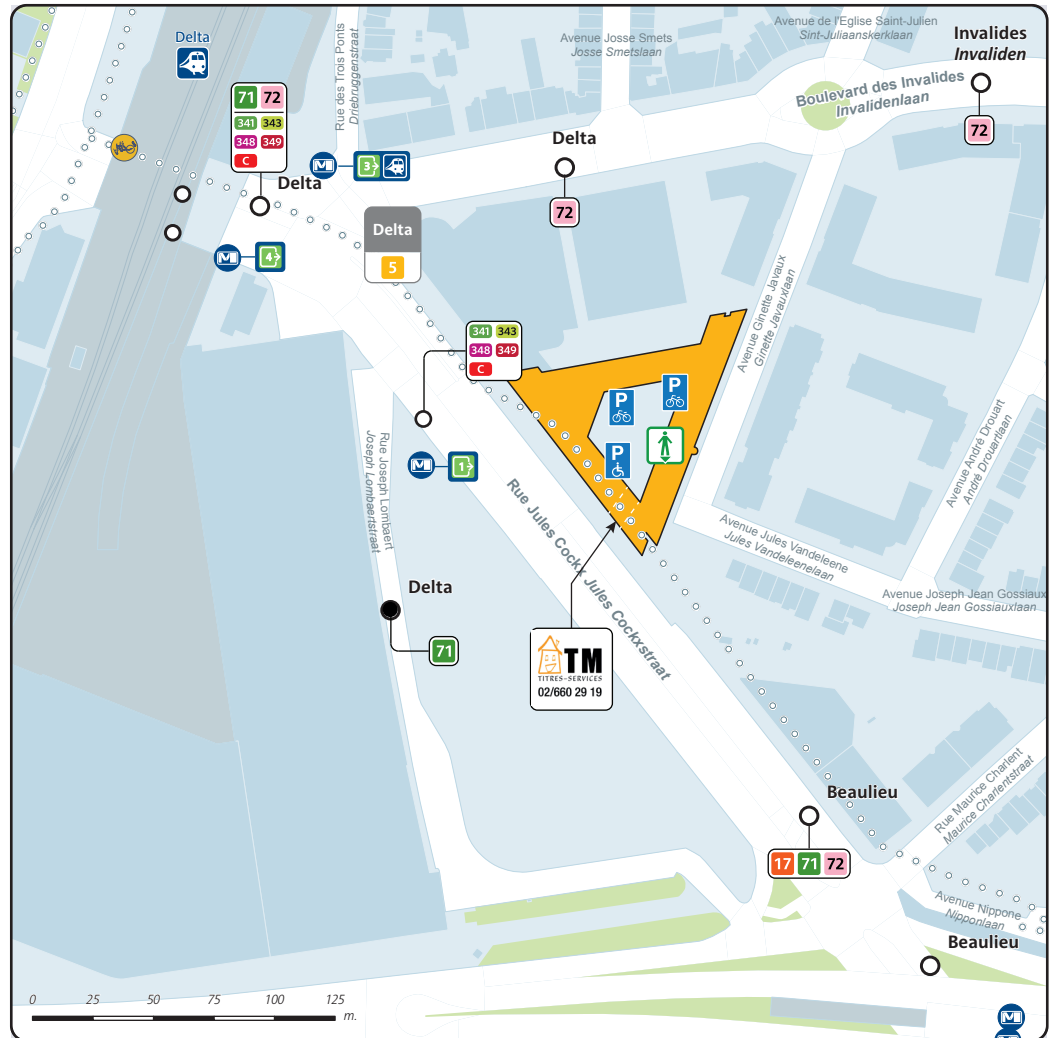 Delta
71 72
341 343
348 349
C
Delta
Rue des Trois Ponts
Driebruggenstraat
3
4
Delta
5
Avenue Josse Smets
Josse Smetslaan
Avenue de l'Eglise Saint-Julien
Sint-Juliaanskerklaan
Invalides
Invaliden
72
Boulevard des Invalides
Invalidenlaan
Delta
72
341 343
348 349
C
1
P
P
P
Avenue Ginette Javaux
Ginette Javauxlaan
Avenue André Drouart
André Drouartlaan
Rue Joseph Lombaert
Joseph Lombaertstraat
Rue Jules Cockx Jules Cockxstraat
Avenue Jules Vandeleene
Jules Vandeleenelaan
Avenue Joseph Jean Gossiaux
Joseph Jean Gossiauxlaan
Delta
71
TM
TITRES-SERVICES
02/660 29 19
Beaulieu
17 71 72
Rue Maurice Charlent
Maurice Charlentstraat
Avenue Nippone
Nipponlaan
Beaulieu
M
0 25 50 75 100 125
m.